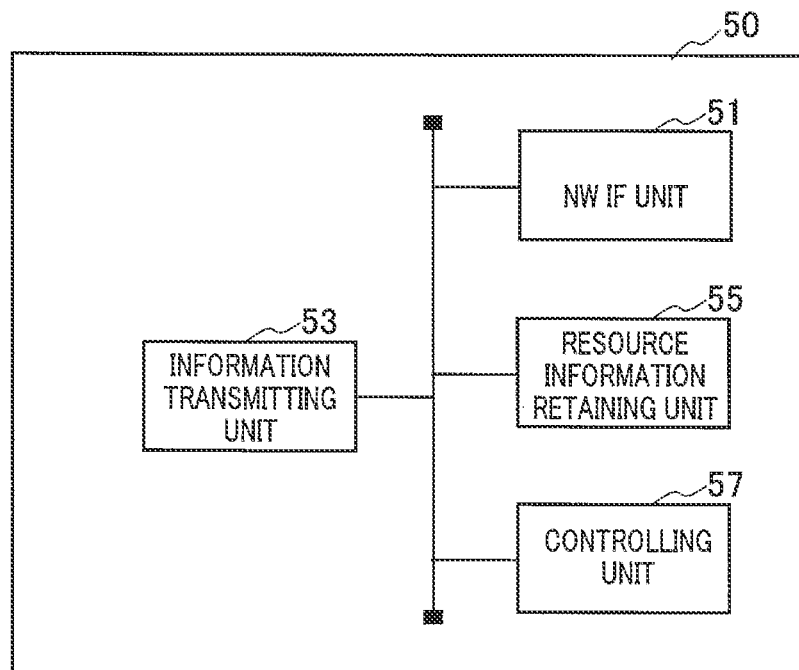 50
51
NW IF UNIT
53
INFORMATION
TRANSMITTING
UNIT
55
RESOURCE
INFORMATION
RETAINING UNIT
57
CONTROLLING
UNIT